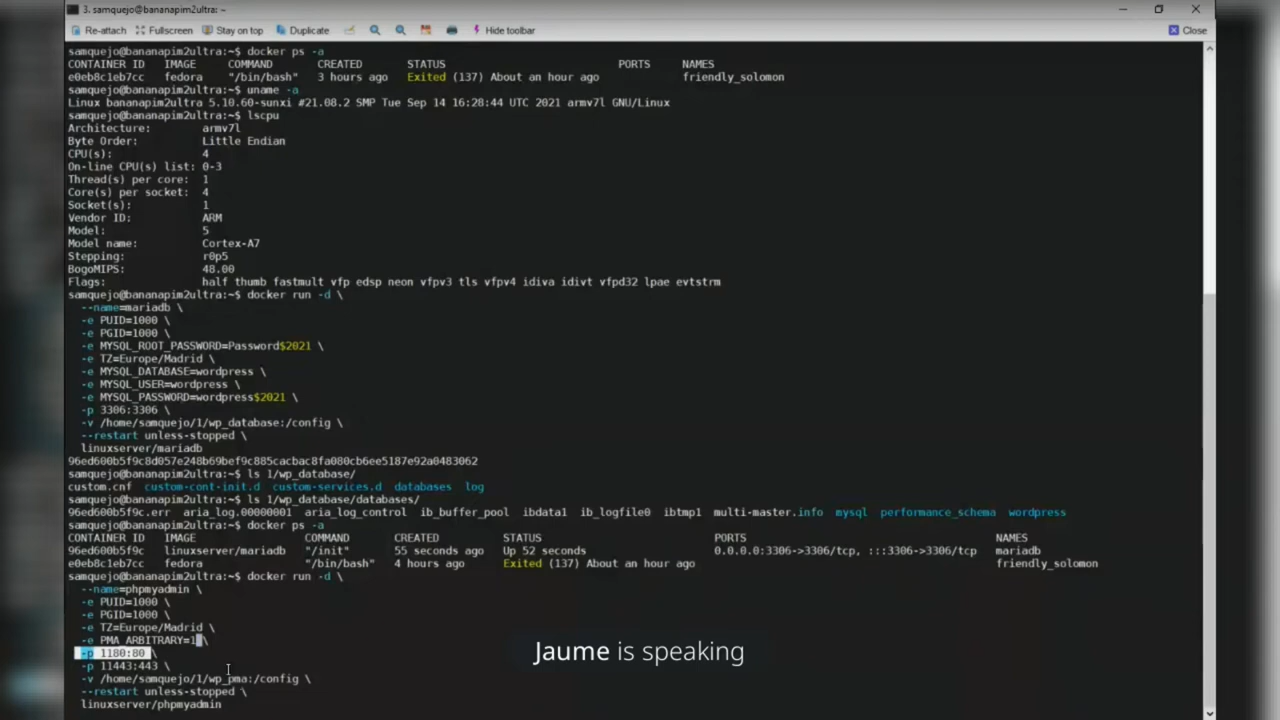 3. samquejo@bananapim2ultra: ~
Re-attach Fullscreen Stay on top Duplicate Hide toolbar Close
samquejo@bananapim2ultra:~$ docker ps -a
CONTAINER ID IMAGE COMMAND CREATED STATUS PORTS NAMES
e0eb8c1eb7cc fedora "/bin/bash" 3 hours ago Exited (137) About an hour ago friendly_solomon
samquejo@bananapim2ultra:~$ uname -a
Linux bananapim2ultra 5.10.60-sunxi #21.08.2 SMP Tue Sep 14 16:28:44 UTC 2021 armv7l GNU/Linux
samquejo@bananapim2ultra:~$ lscpu
Architecture: armv7l
Byte Order: Little Endian
CPU(s): 4
On-line CPU(s) list: 0-3
Thread(s) per core: 1
Core(s) per socket: 4
Socket(s): 1
Vendor ID: ARM
Model: 5
Model name: Cortex-A7
Stepping: r0p5
BogoMIPS: 48.00
Flags: half thumb fastmult vfp edsp neon vfpv3 tls vfpv4 idiva idivt vfpd32 lpae evtstrm
samquejo@bananapim2ultra:~$ docker run -d \
--name=mariadb \
-e PUID=1000 \
-e PGID=1000 \
-e MYSQL_ROOT_PASSWORD=Password$2021 \
-e TZ=Europe/Madrid \
-e MYSQL_DATABASE=wordpress \
-e MYSQL_USER=wordpress \
-e MYSQL_PASSWORD=wordpress$2021 \
-p 3306:3306 \
-v /home/samquejo/1/wp_database:/config \
--restart unless-stopped \
linuxserver/mariadb
96ed600b5f9c8d057e248b69bef9c885cacbac8fa080cb6ee5187e92a0483062
samquejo@bananapim2ultra:~$ ls 1/wp_database/
custom.cnf custom-cont-init.d custom-services.d databases log
samquejo@bananapim2ultra:~$ ls 1/wp_database/databases/
96ed600b5f9c.err aria_log.00000001 aria_log_control ib_buffer_pool ibdata1 ib_logfile0 ibtmp1 multi-master.info mysql performance_schema wordpress
samquejo@bananapim2ultra:~$ docker ps -a
CONTAINER ID IMAGE COMMAND CREATED STATUS PORTS NAMES
96ed600b5f9c linuxserver/mariadb "/init" 55 seconds ago Up 52 seconds 0.0.0.0:3306->3306/tcp, :::3306->3306/tcp mariadb
e0eb8c1eb7cc fedora "/bin/bash" 4 hours ago Exited (137) About an hour ago friendly_solomon
samquejo@bananapim2ultra:~$ docker run -d \
--name=phpmyadmin \
-e PUID=1000 \
-e PGID=1000 \
-e TZ=Europe/Madrid \
-e PMA_ARBITRARY=1 \
-p 1180:80 \
-p 11443:443 \
-v /home/samquejo/1/wp_pma:/config \
--restart unless-stopped \
linuxserver/phpmyadmin
Jaume is speaking